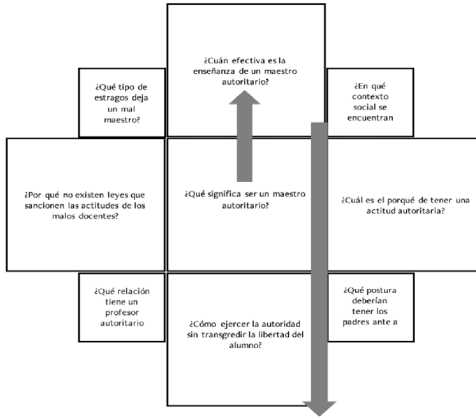 ¿Cuán efectiva es la
enseñanza de un maestro
autoritario?
¿Qué tipo de
estragos deja
un mal
maestro?
¿En qué
contexto
social se
encuentran
¿Por qué no existen leyes que
sancionen las actitudes de los
malos docentes?
¿Qué significa ser un maestro
autoritario?
¿Cuál es el porqué de tener una
actitud autoritaria?
¿Qué relación
tiene un
profesor
autoritario
¿Cómo ejercer la autoridad
sin transgredir la libertad del
alumno?
¿Qué postura
deberían
tener los
padres ante a